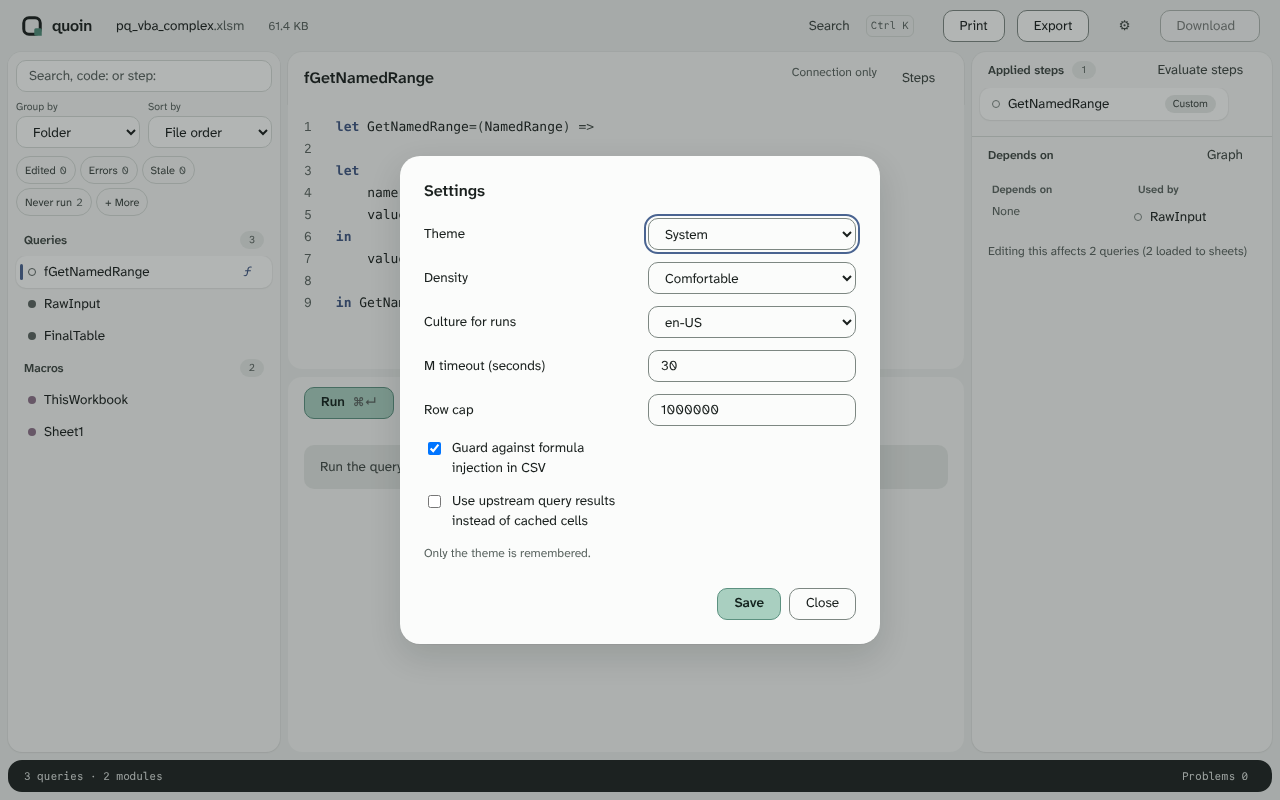 quoin
pq_vba_complex.xlsm
61.4 KB
Search
Ctrl K
Print
Export
Download
Search, code: or step:
Group by
Sort by
Folder
File order
Edited 0
Errors 0
Stale 0
Never run 2
+ More
Queries
3
fGetNamedRange
RawInput
FinalTable
Macros
2
ThisWorkbook
Sheet1
fGetNamedRange
Connection only
Steps
1 let GetNamedRange=(NamedRange) =>
2
3 let
4 name
5
6 in
7
8
9 in
Run ⌘↵
Run the query
Settings
Theme
System
Density
Comfortable
Culture for runs
en-US
M timeout (seconds)
30
Row cap
1000000
Guard against formula
injection in CSV
Use upstream query results
instead of cached cells
Only the theme is remembered.
Save
Close
Applied steps
1
Evaluate steps
GetNamedRange
Custom
Depends on
Graph
Depends on
Used by
None
RawInput
Editing this affects 2 queries (2 loaded to sheets)
3 queries · 2 modules
Problems 0